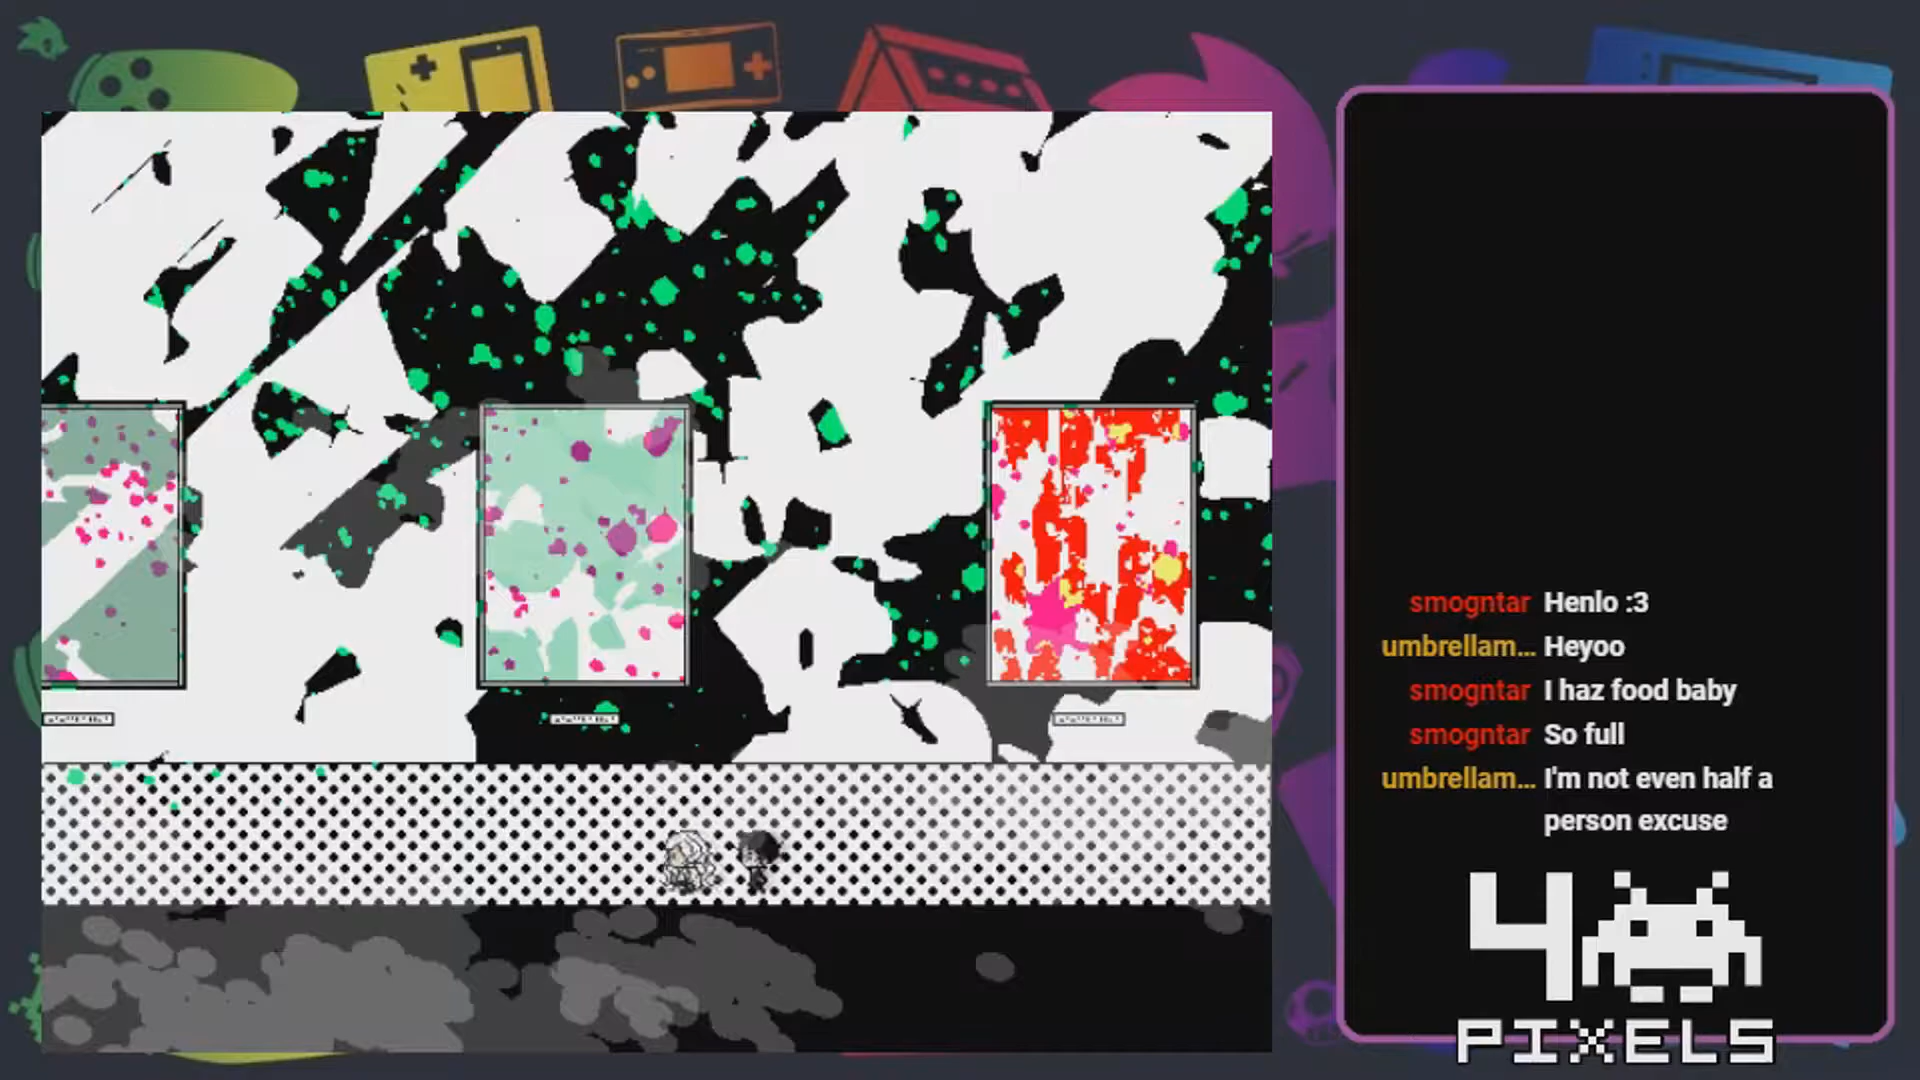 smogntar Henlo :3
umbrellam... Heyoo
smogntar I haz food baby
smogntar So full
umbrellam... I'm not even half a
person excuse
4
PIXELS